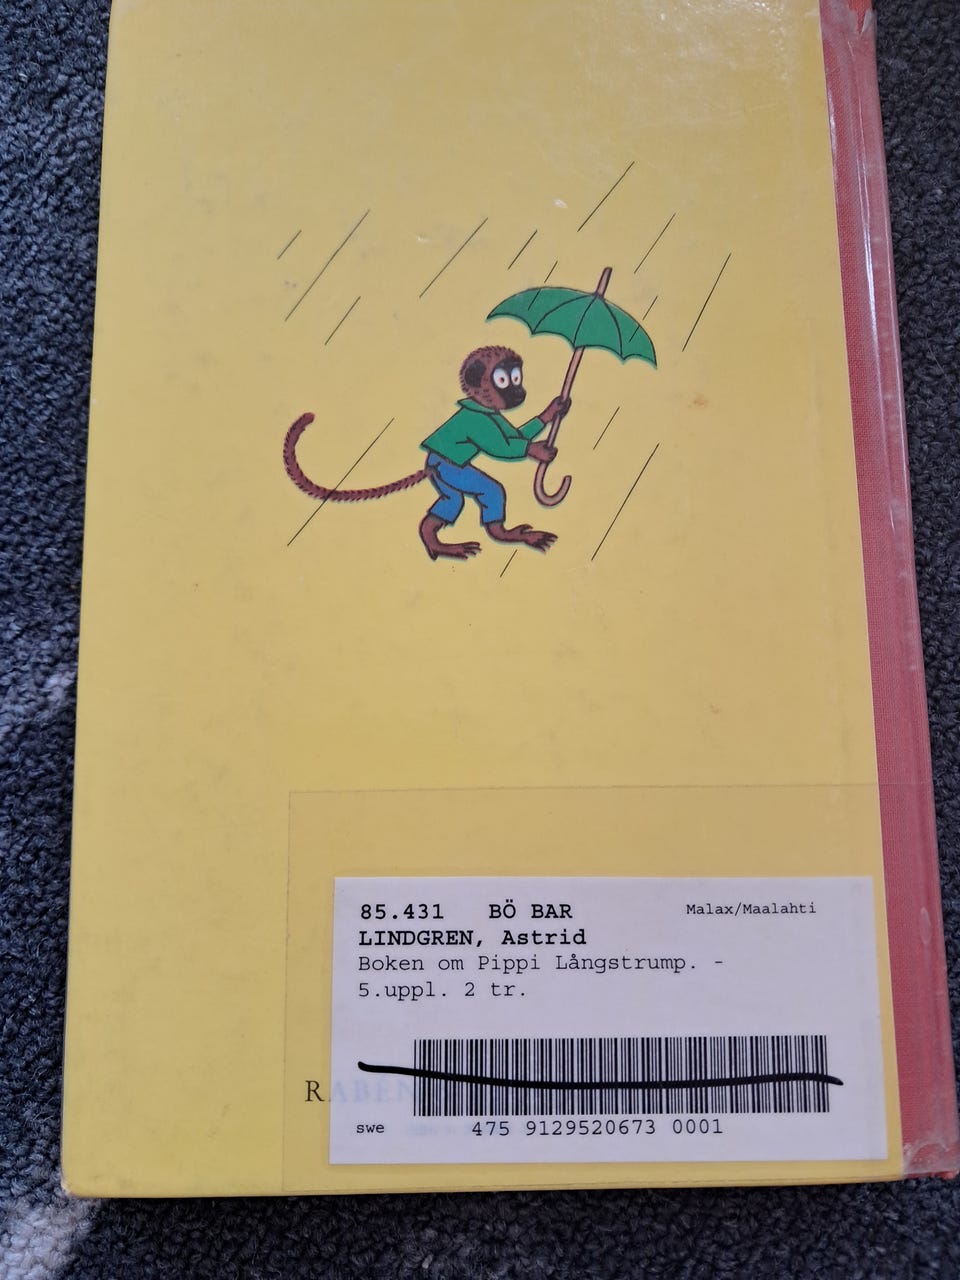 85.431 BÖ BAR Malax/Maalahti
LINDGREN, Astrid
Boken om Pippi Långstrump. -
5.uppl. 2 tr.
RABÉN
swe 475 9129520673 0001